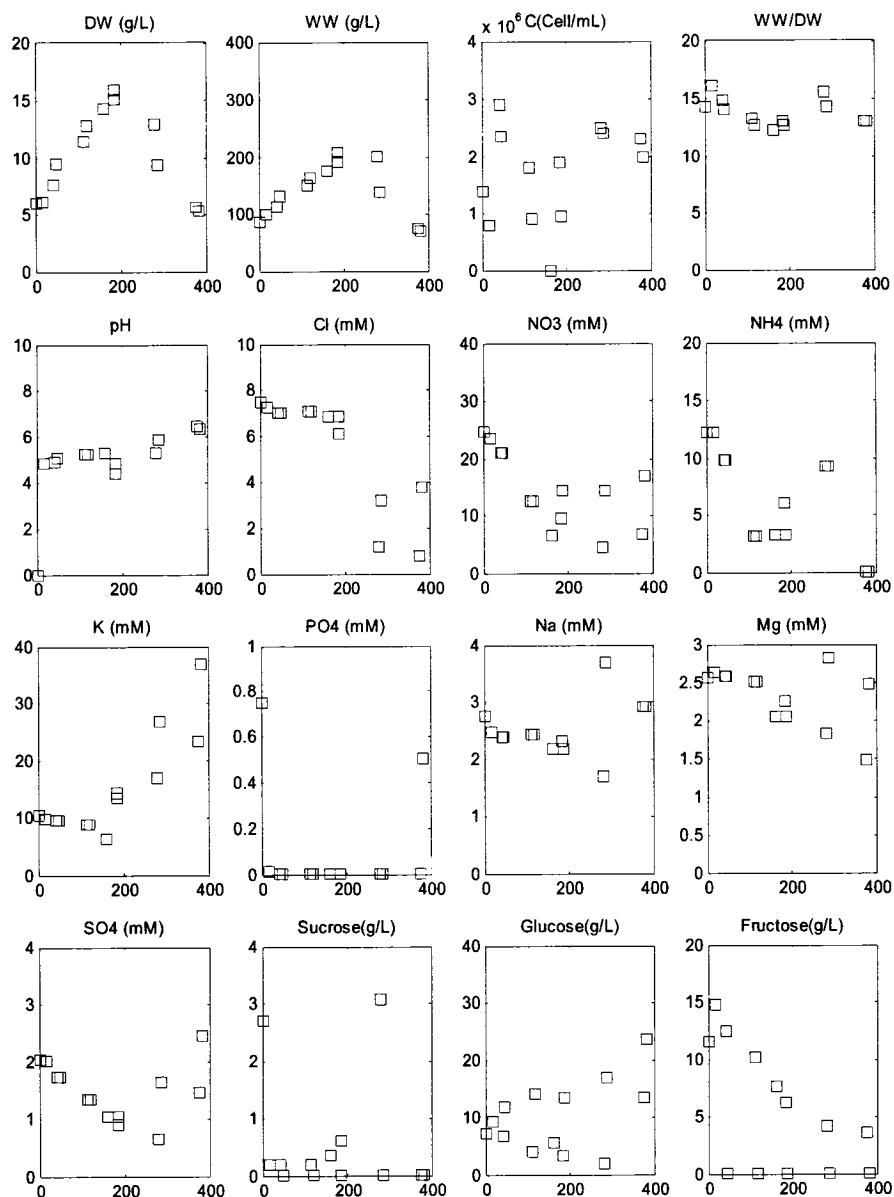 DW (g/L) WW (g/L) x 10⁶ C(Cell/mL) WW/DW
20 400 4 20
15 300 3 15
10 200 2 10
5 100 1 5
0 0 0 0
0 200 400 0 200 400 0 200 400 0 200 400
pH Cl (mM) NO3 (mM) NH4 (mM)
10 10 40 20
8 8 30 15
6 6 20 10
4 4 10 5
2 2
0 0 0 0
0 200 400 0 200 400 0 200 400 0 200 400
K (mM) PO4 (mM) Na (mM) Mg (mM)
40 1 4 3
30 0.8 3 2.5
20 0.6 2 2
10 0.4 1 1.5
0.2 1
0.5
0 0 0 0
0 200 400 0 200 400 0 200 400 0 200 400
SO4 (mM) Sucrose(g/L) Glucose(g/L) Fructose(g/L)
4 4 40 20
3 3 30 15
2 2 20 10
1 1 10 5
0 0 0 0
0 200 400 0 200 400 0 200 400 0 200 400